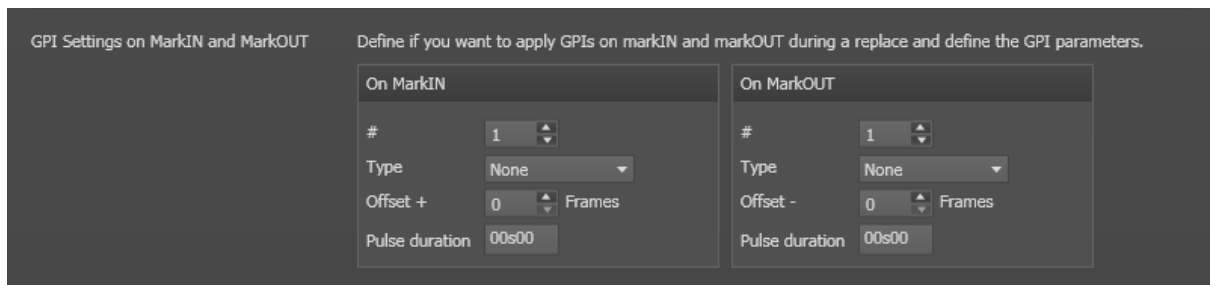 GPI Settings on MarkIN and MarkOUT
Define if you want to apply GPIs on markIN and markOUT during a replace and define the GPI parameters.
On MarkIN
# 1
Type None
Offset + 0 Frames
Pulse duration 00s00
On MarkOUT
# 1
Type None
Offset - 0 Frames
Pulse duration 00s00